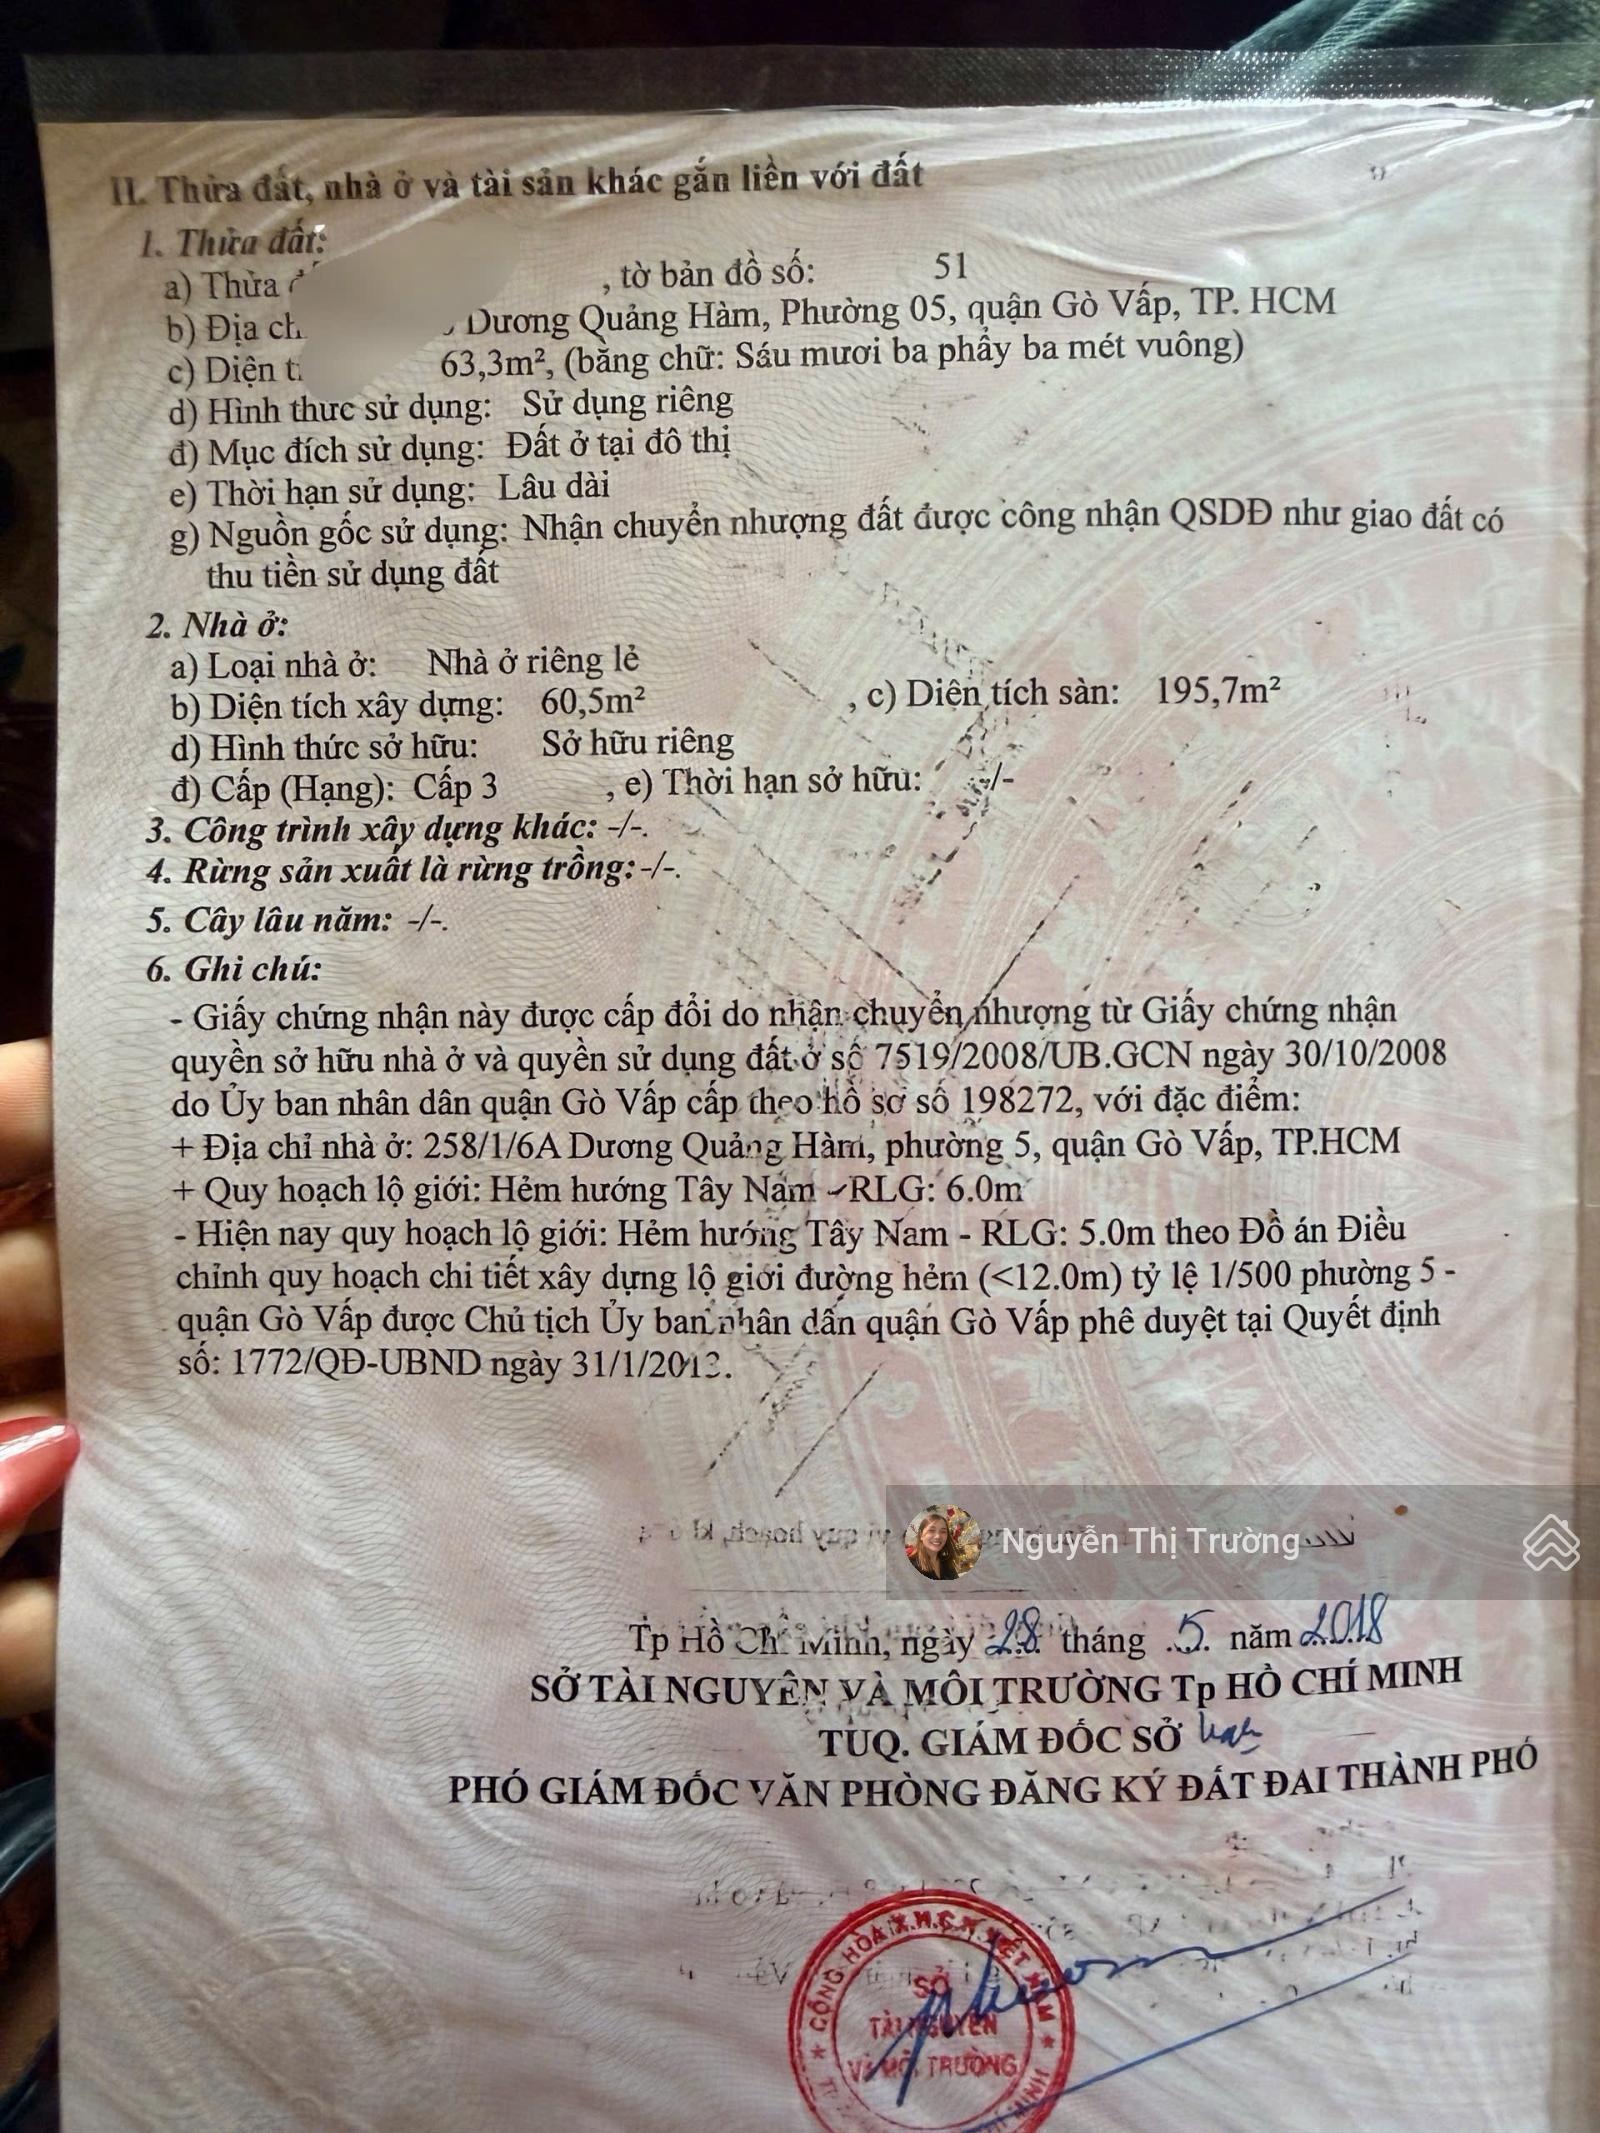 II. Thửa đất, nhà ở và tài sản khác gắn liền với đất
1. Thửa đất:
a) Thửa , tờ bản đồ số: 51
b) Địa Dương Quảng Hàm, Phường 05, quận Gò Vấp, TP. HCM
c) Diện 63,3m², (bằng chữ: Sáu mươi ba phẩy ba mét vuông)
d) Hình thức sử dụng: Sử dụng riêng
đ) Mục đích sử dụng: Đất ở tại đô thị
e) Thời hạn sử dụng: Lâu dài
g) Nguồn gốc sử dụng: Nhận chuyển nhượng đất được công nhận QSDĐ như giao đất có
thu tiền sử dụng đất
2. Nhà ở:
a) Loại nhà ở: Nhà ở riêng lẻ
b) Diện tích xây dựng: 60,5m² , c) Diện tích sàn: 195,7m²
d) Hình thức sở hữu: Sở hữu riêng
đ) Cấp (Hạng): Cấp 3 , e) Thời hạn sở hữu: -/-
3. Công trình xây dựng khác: -/-.
4. Rừng sản xuất là rừng trồng: -/-.
5. Cây lâu năm: -/-.
6. Ghi chú:
- Giấy chứng nhận này được cấp đổi do nhận chuyển nhượng từ Giấy chứng nhận
quyền sở hữu nhà ở và quyền sử dụng đất ở số 7519/2008/UB.GCN ngày 30/10/2008
do Ủy ban nhân dân quận Gò Vấp cấp theo hồ sơ số 198272, với đặc điểm:
+ Địa chỉ nhà ở: 258/1/6A Dương Quảng Hàm, phường 5, quận Gò Vấp, TP.HCM
+ Quy hoạch lộ giới: Hẻm hướng Tây Nam - RLG: 6.0m
- Hiện nay quy hoạch lộ giới: Hẻm hướng Tây Nam - RLG: 5.0m theo Đồ án Điều
chỉnh quy hoạch chi tiết xây dựng lộ giới đường hẻm (<12.0m) tỷ lệ 1/500 phường 5 -
quận Gò Vấp được Chủ tịch Ủy ban nhân dân quận Gò Vấp phê duyệt tại Quyết định
số: 1772/QĐ-UBND ngày 31/1/2013.
Nguyễn Thị Trường
Tp Hồ Chí Minh, ngày 28 tháng 5 năm 2018
SỞ TÀI NGUYÊN VÀ MÔI TRƯỜNG Tp HỒ CHÍ MINH
TUQ. GIÁM ĐỐC SỞ
PHÓ GIÁM ĐỐC VĂN PHÒNG ĐĂNG KÝ ĐẤT ĐAI THÀNH PHÓ
CỘNG HÒA X.H.C.N VIỆT NAM
SỞ
TÀI NGUYÊN
VÀ MÔI TRƯỜNG